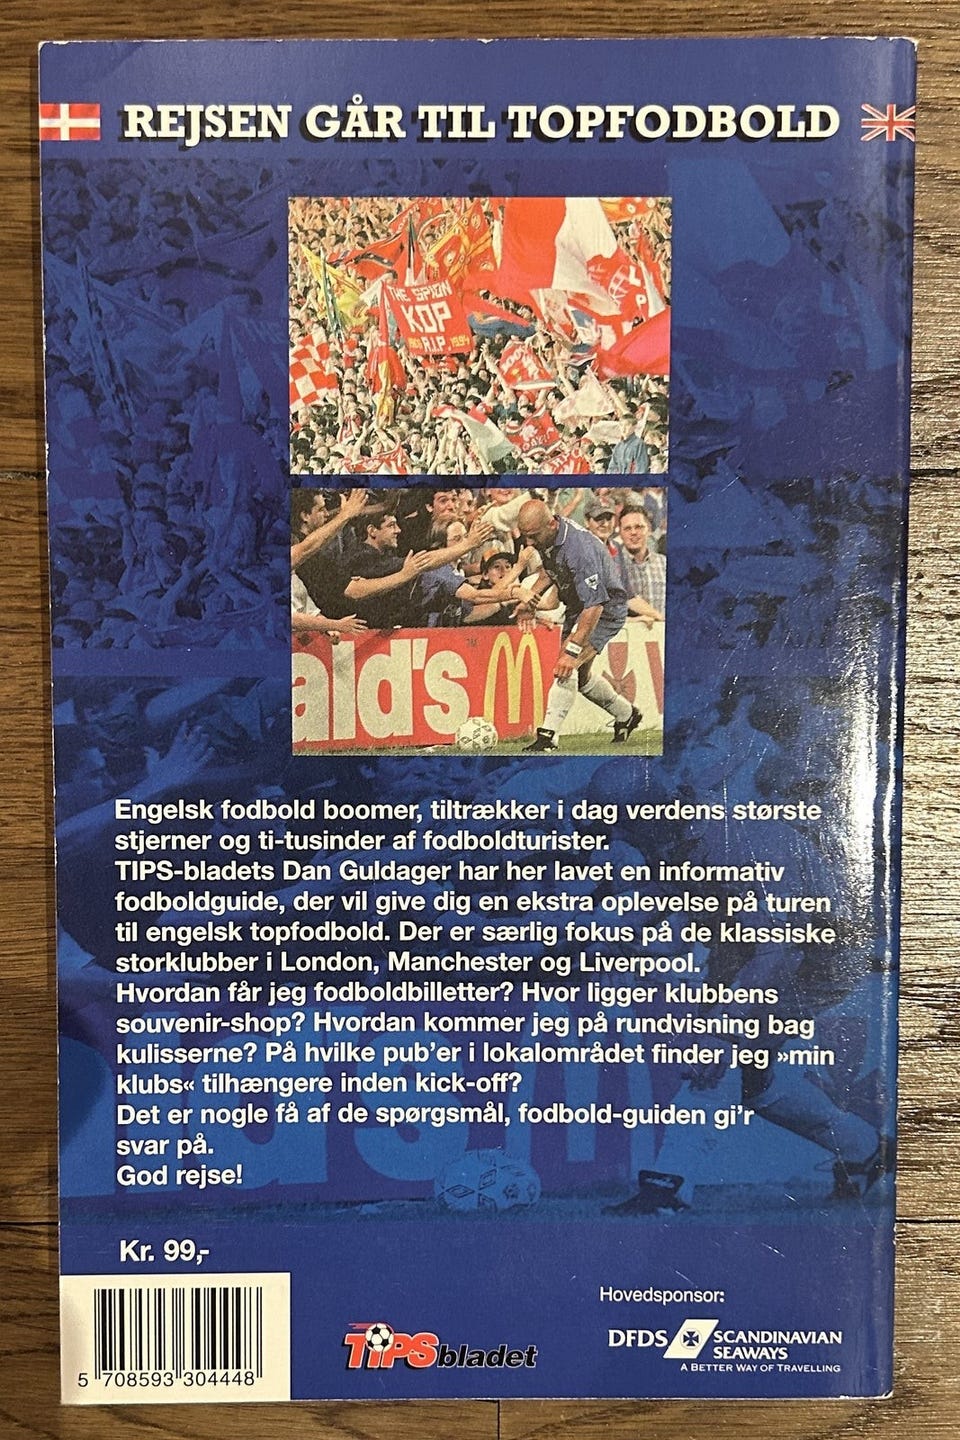 REJSEN GÅR TIL TOPFODBOLD
THE SPION
KOP
R.I.P. 1994
ald's
Engelsk fodbold boomer, tiltrækker i dag verdens største
stjerner og ti-tusinder af fodboldturister.
TIPS-bladets Dan Guldager har her lavet en informativ
fodboldguide, der vil give dig en ekstra oplevelse på turen
til engelsk topfodbold. Der er særlig fokus på de klassiske
storklubber i London, Manchester og Liverpool.
Hvordan får jeg fodboldbilletter? Hvor ligger klubbens
souvenir-shop? Hvordan kommer jeg på rundvisning bag
kulisserne? På hvilke pub'er i lokalområdet finder jeg »min
klubs« tilhængere inden kick-off?
Det er nogle få af de spørgsmål, fodbold-guiden gi'r
svar på.
God rejse!
Kr. 99,-
5 708593 304448
TIPSbladet
Hovedsponsor:
DFDS SCANDINAVIAN
SEAWAYS
A BETTER WAY OF TRAVELLING